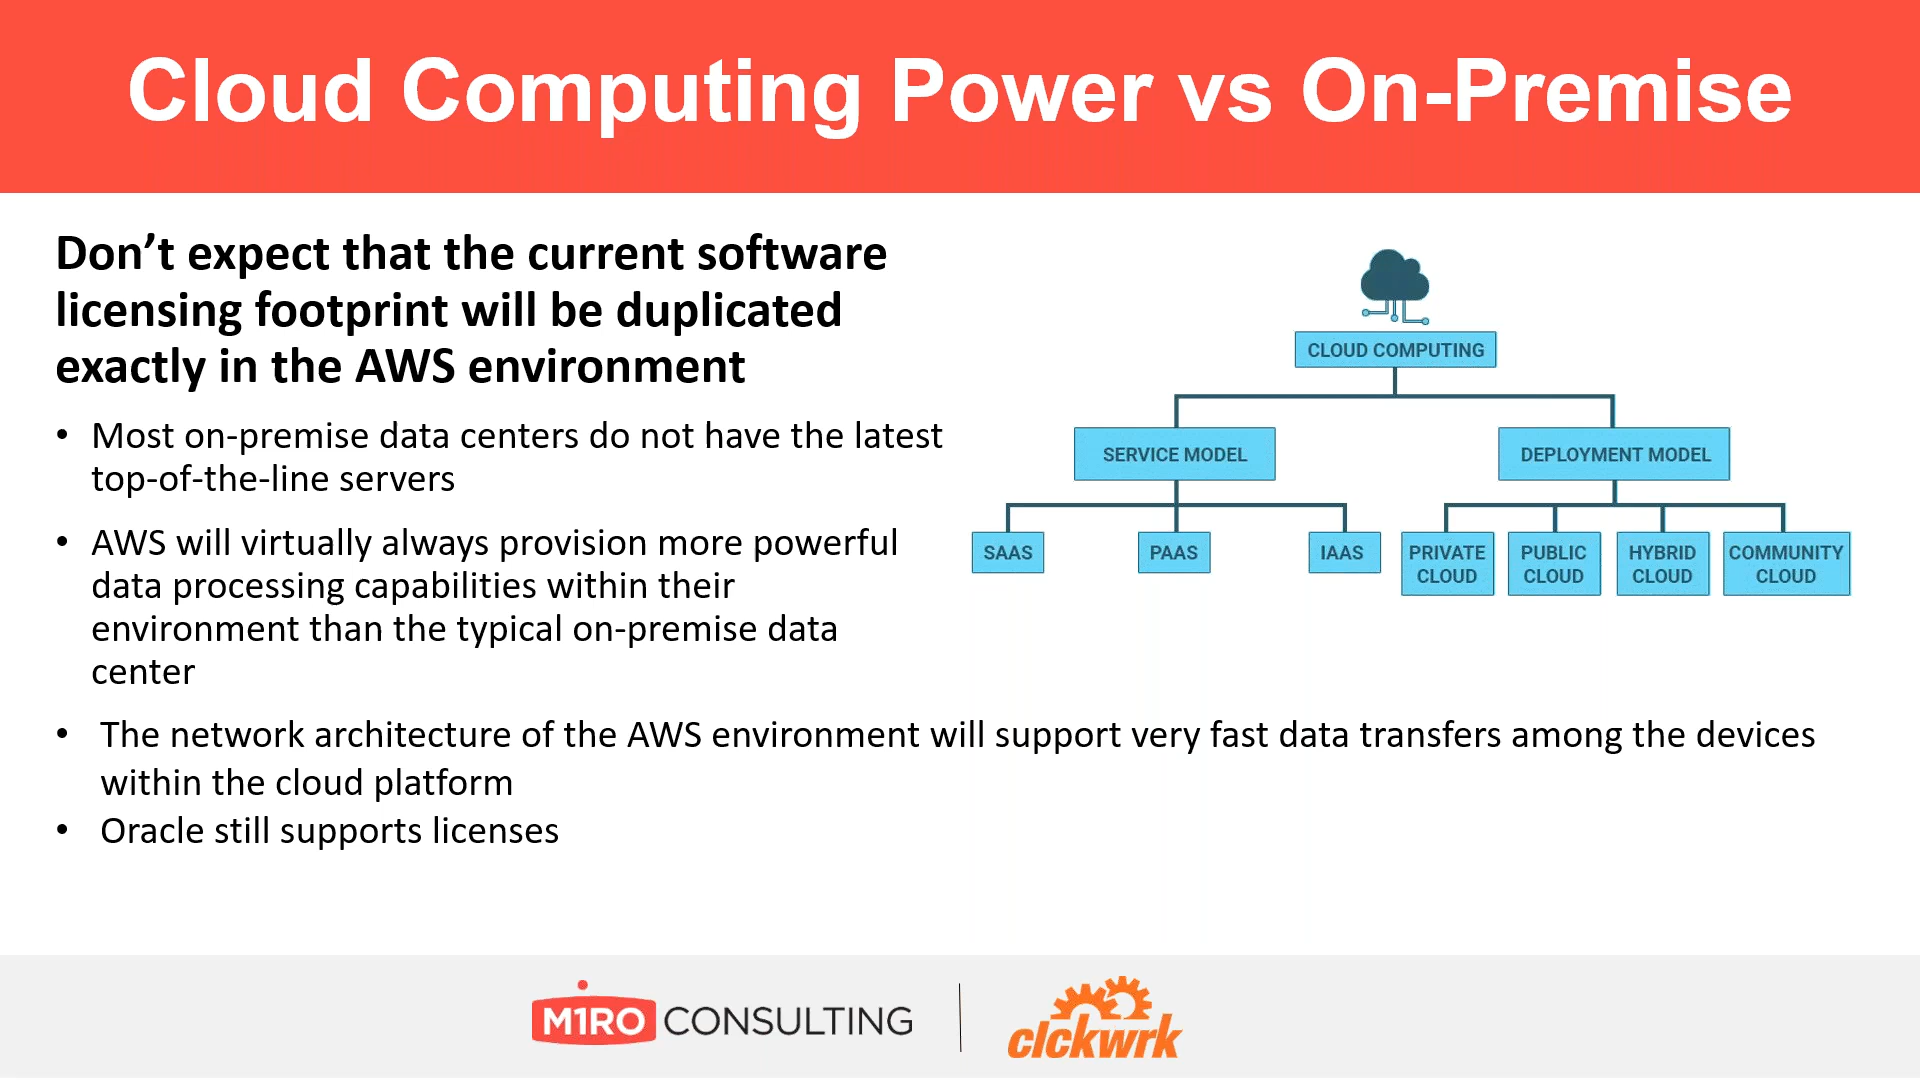 Cloud Computing Power vs On-Premise
Don’t expect that the current software
licensing footprint will be duplicated
exactly in the AWS environment
• Most on-premise data centers do not have the latest
top-of-the-line servers
• AWS will virtually always provision more powerful
data processing capabilities within their
environment than the typical on-premise data
center
• The network architecture of the AWS environment will support very fast data transfers among the devices
within the cloud platform
• Oracle still supports licenses
CLOUD COMPUTING
SERVICE MODEL
DEPLOYMENT MODEL
SAAS
PAAS
IAAS
PRIVATE
CLOUD
PUBLIC
CLOUD
HYBRID
CLOUD
COMMUNITY
CLOUD
M1RO CONSULTING
clckwrk